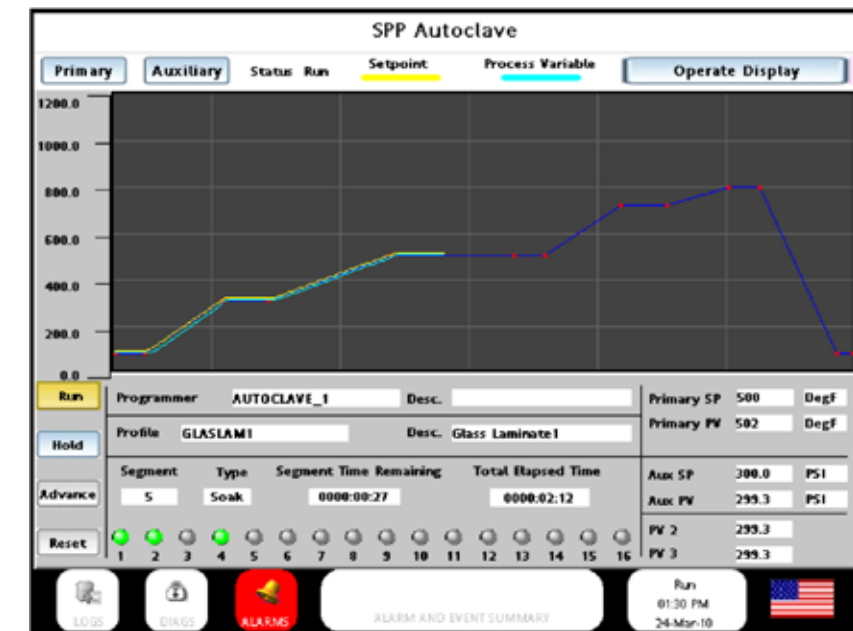 SPP Autoclave
Primary Auxiliary Status Run Setpoint Process Variable Operate Display
1200.0
1000.0
800.0
600.0
400.0
200.0
0.0
Run Programmer AUTOCLAVE_1 Desc. Primary SP 500 DegF
Profile GLASLAM1 Desc. Glass Laminate1 Primary PV 502 DegF
Hold
Segment Type Segment Time Remaining Total Elapsed Time Aux SP 300.0 PSI
Advance 5 Soak 0000:00:27 0000:02:12 Aux PV 299.3 PSI
Reset PV 2 299.3
1 2 3 4 5 6 7 8 9 10 11 12 13 14 15 16 PV 3 299.3
Run
01:30 PM
LOGS DIAGS ALARMS ALARM AND EVENT SUMMARY 24-Mar-10